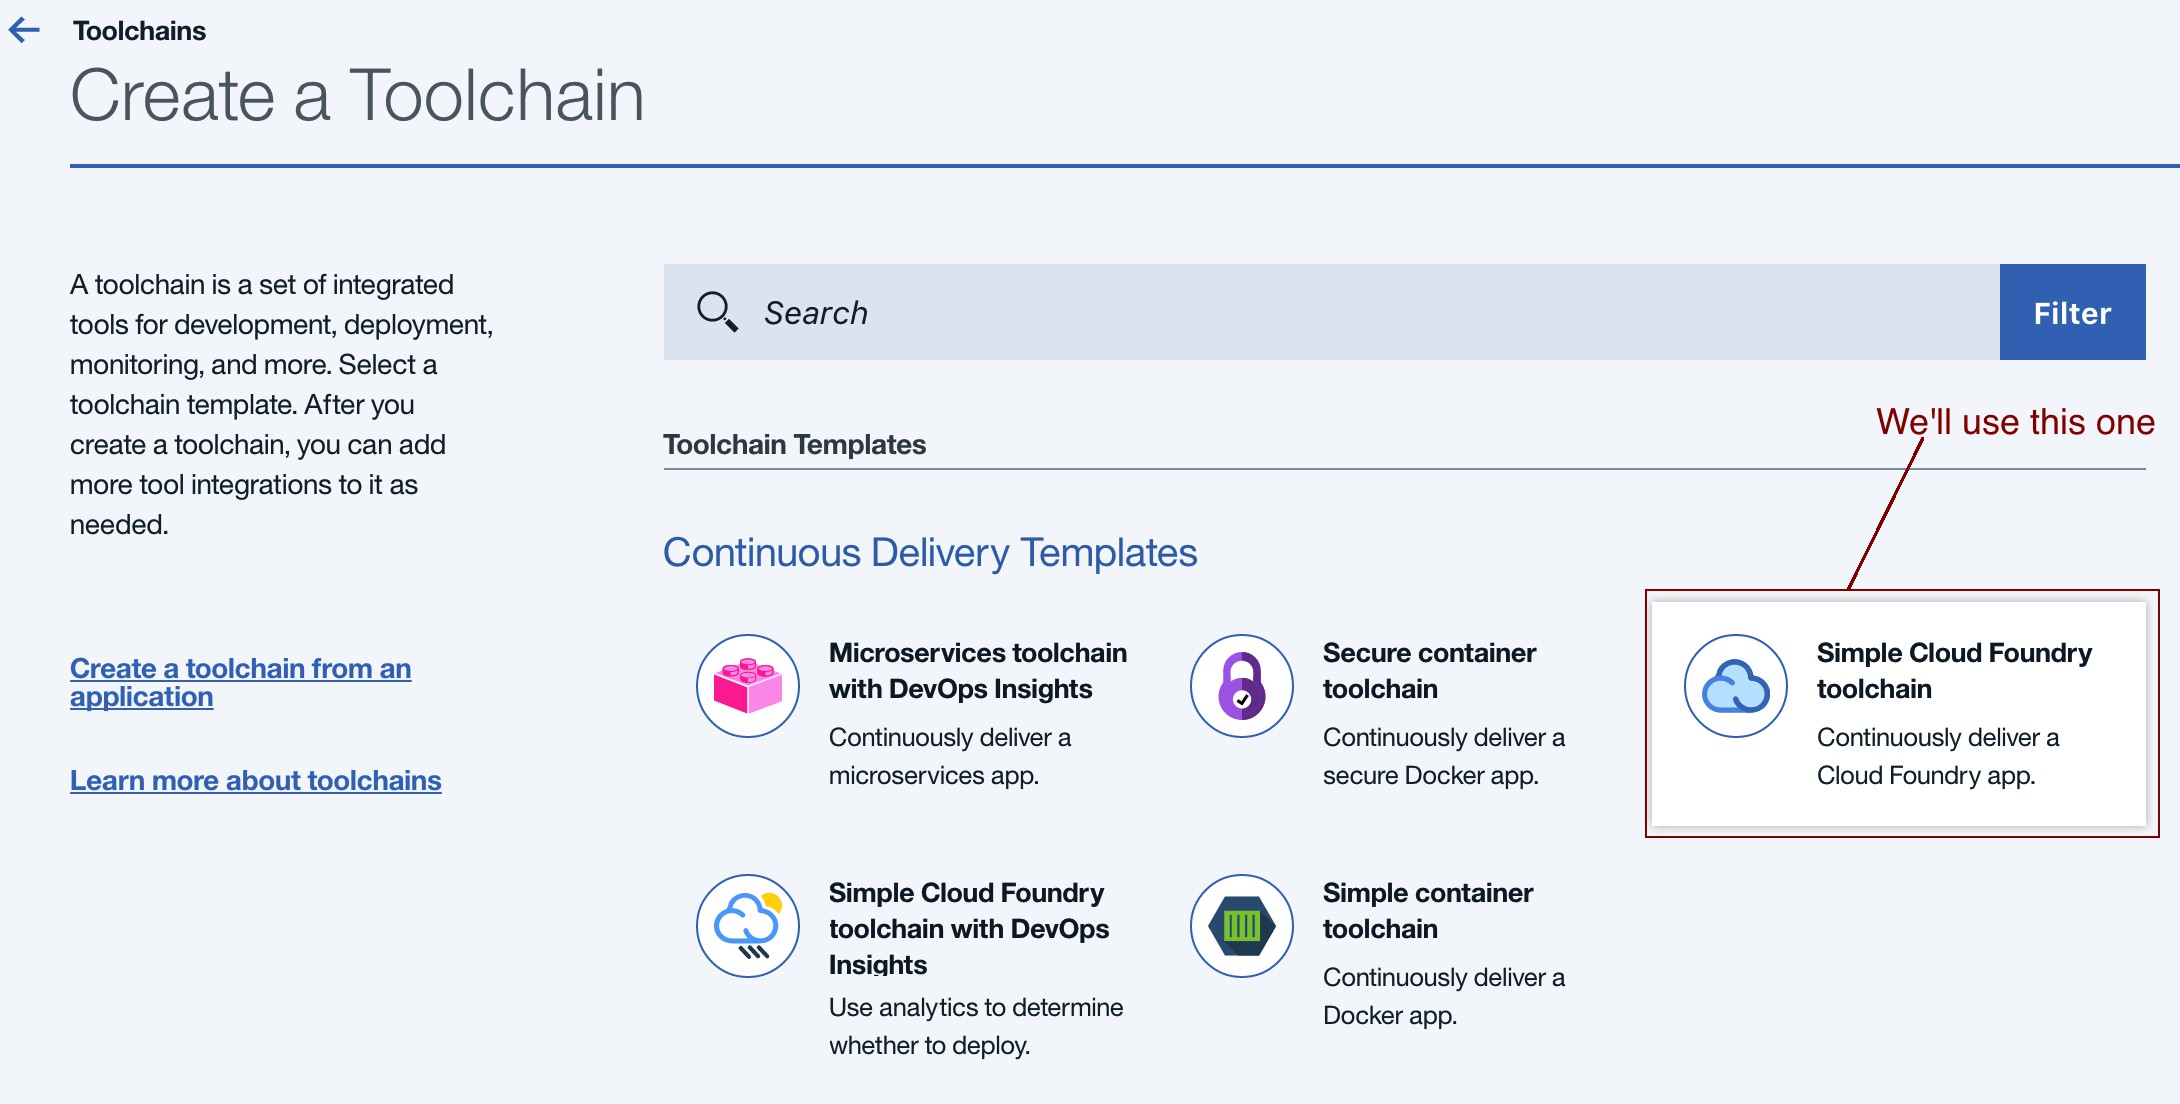 Toolchains
Create a Toolchain
A toolchain is a set of integrated
tools for development, deployment,
monitoring, and more. Select a
toolchain template. After you
create a toolchain, you can add
more tool integrations to it as
needed.
Create a toolchain from an
application
Learn more about toolchains
Search
Filter
We'll use this one
Toolchain Templates
Continuous Delivery Templates
Microservices toolchain
with DevOps Insights
Continuously deliver a
microservices app.
Secure container
toolchain
Continuously deliver a
secure Docker app.
Simple Cloud Foundry
toolchain
Continuously deliver a
Cloud Foundry app.
Simple Cloud Foundry
toolchain with DevOps
Insights
Use analytics to determine
whether to deploy.
Simple container
toolchain
Continuously deliver a
Docker app.